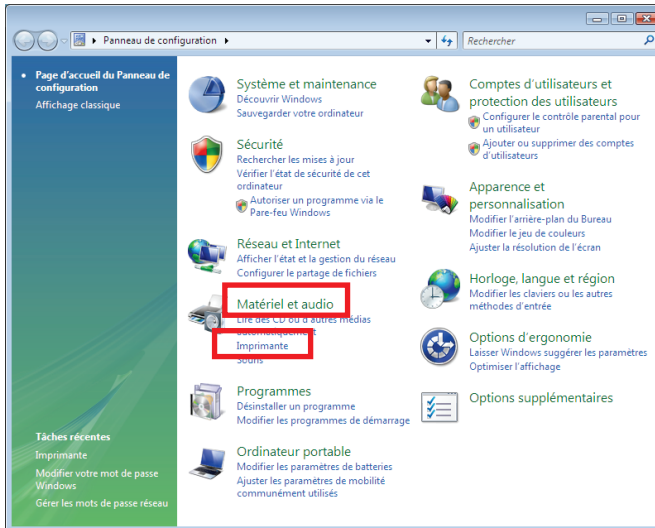 Panneau de configuration
Rechercher
Page d'accueil du Panneau de
configuration
Affichage classique
Système et maintenance
Découvrir Windows
Sauvegarder votre ordinateur
Sécurité
Rechercher les mises à jour
Vérifier l'état de sécurité de cet
ordinateur
Autoriser un programme via le
Pare-feu Windows
Réseau et Internet
Afficher l'état et la gestion du réseau
Configurer le partage de fichiers
Matériel et audio
Lire des CD ou d'autres médias
automatiquement
Imprimante
Souris
Programmes
Désinstaller un programme
Modifier les programmes de démarrage
Ordinateur portable
Modifier les paramètres de batteries
Ajuster les paramètres de mobilité
communément utilisés
Comptes d'utilisateurs et
protection des utilisateurs
Configurer le contrôle parental pour
un utilisateur
Ajouter ou supprimer des comptes
d'utilisateurs
Apparence et
personnalisation
Modifier l'arrière-plan du Bureau
Modifier le jeu de couleurs
Ajuster la résolution de l'écran
Horloge, langue et région
Modifier les claviers ou les autres
méthodes d'entrée
Options d'ergonomie
Laisser Windows suggérer les paramètres
Optimiser l'affichage
Options supplémentaires
Tâches récentes
Imprimante
Modifier votre mot de passe
Windows
Gérer les mots de passe réseau